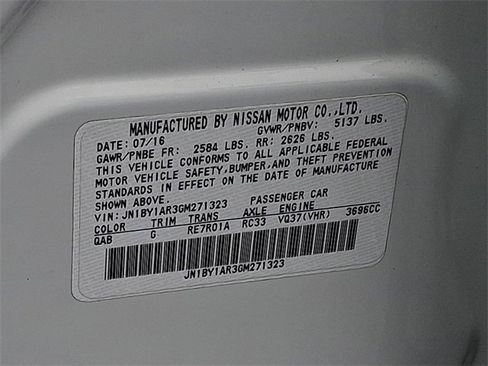 MANUFACTURED BY NISSAN MOTOR CO.,LTD.
DATE: 07/16 GVWR/PNBV: 5137 LBS.
GAWR/PNBE FR: 2584 LBS. RR: 2626 LBS.
THIS VEHICLE CONFORMS TO ALL APPLICABLE FEDERAL
MOTOR VEHICLE SAFETY,BUMPER,AND THEFT PREVENTION
STANDARDS IN EFFECT ON THE DATE OF MANUFACTURE
SHOWN ABOVE.
VIN: JN1BY1AR3GM271323 PASSENGER CAR
COLOR TRIM TRANS AXLE ENGINE
QAB G RE7R01A RC33 VQ37(VHR) 3696CC
JN1BY1AR3GM271323